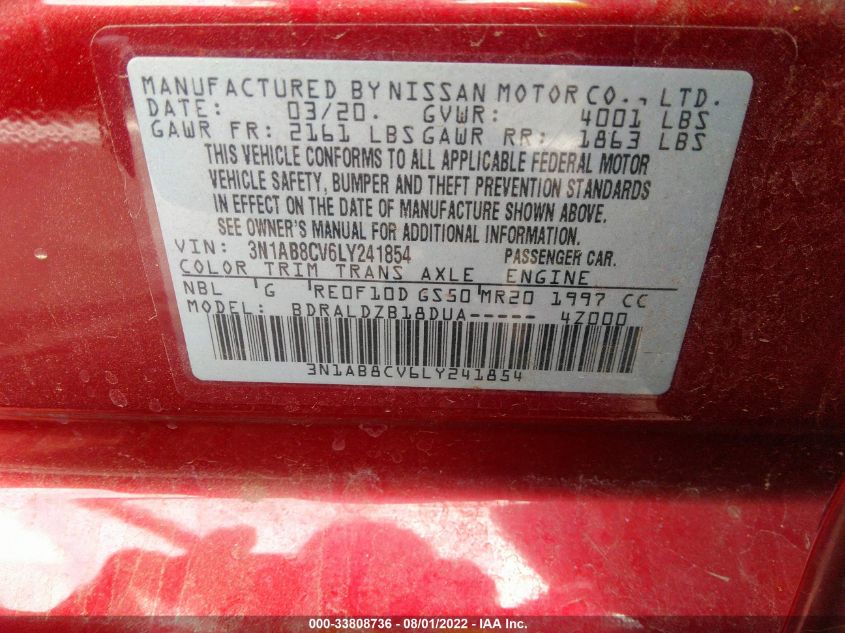 MANUFACTURED BY NISSAN MOTOR CO., LTD.
DATE: 03/20. GVWR: 4001 LBS
GAWR FR: 2161 LBS GAWR RR: 1863 LBS
THIS VEHICLE CONFORMS TO ALL APPLICABLE FEDERAL MOTOR
VEHICLE SAFETY, BUMPER AND THEFT PREVENTION STANDARDS
IN EFFECT ON THE DATE OF MANUFACTURE SHOWN ABOVE.
SEE OWNER'S MANUAL FOR ADDITIONAL INFORMATION.
VIN: 3N1AB8CV6LY241854 PASSENGER CAR.
COLOR TRIM TRANS AXLE ENGINE
NBL G RE0F10D GS50 MR20 1997 CC
MODEL: BDRALDZB18DUA----- 4Z000
3N1AB8CV6LY241854
000-33808736 - 08/01/2022 - IAA Inc.